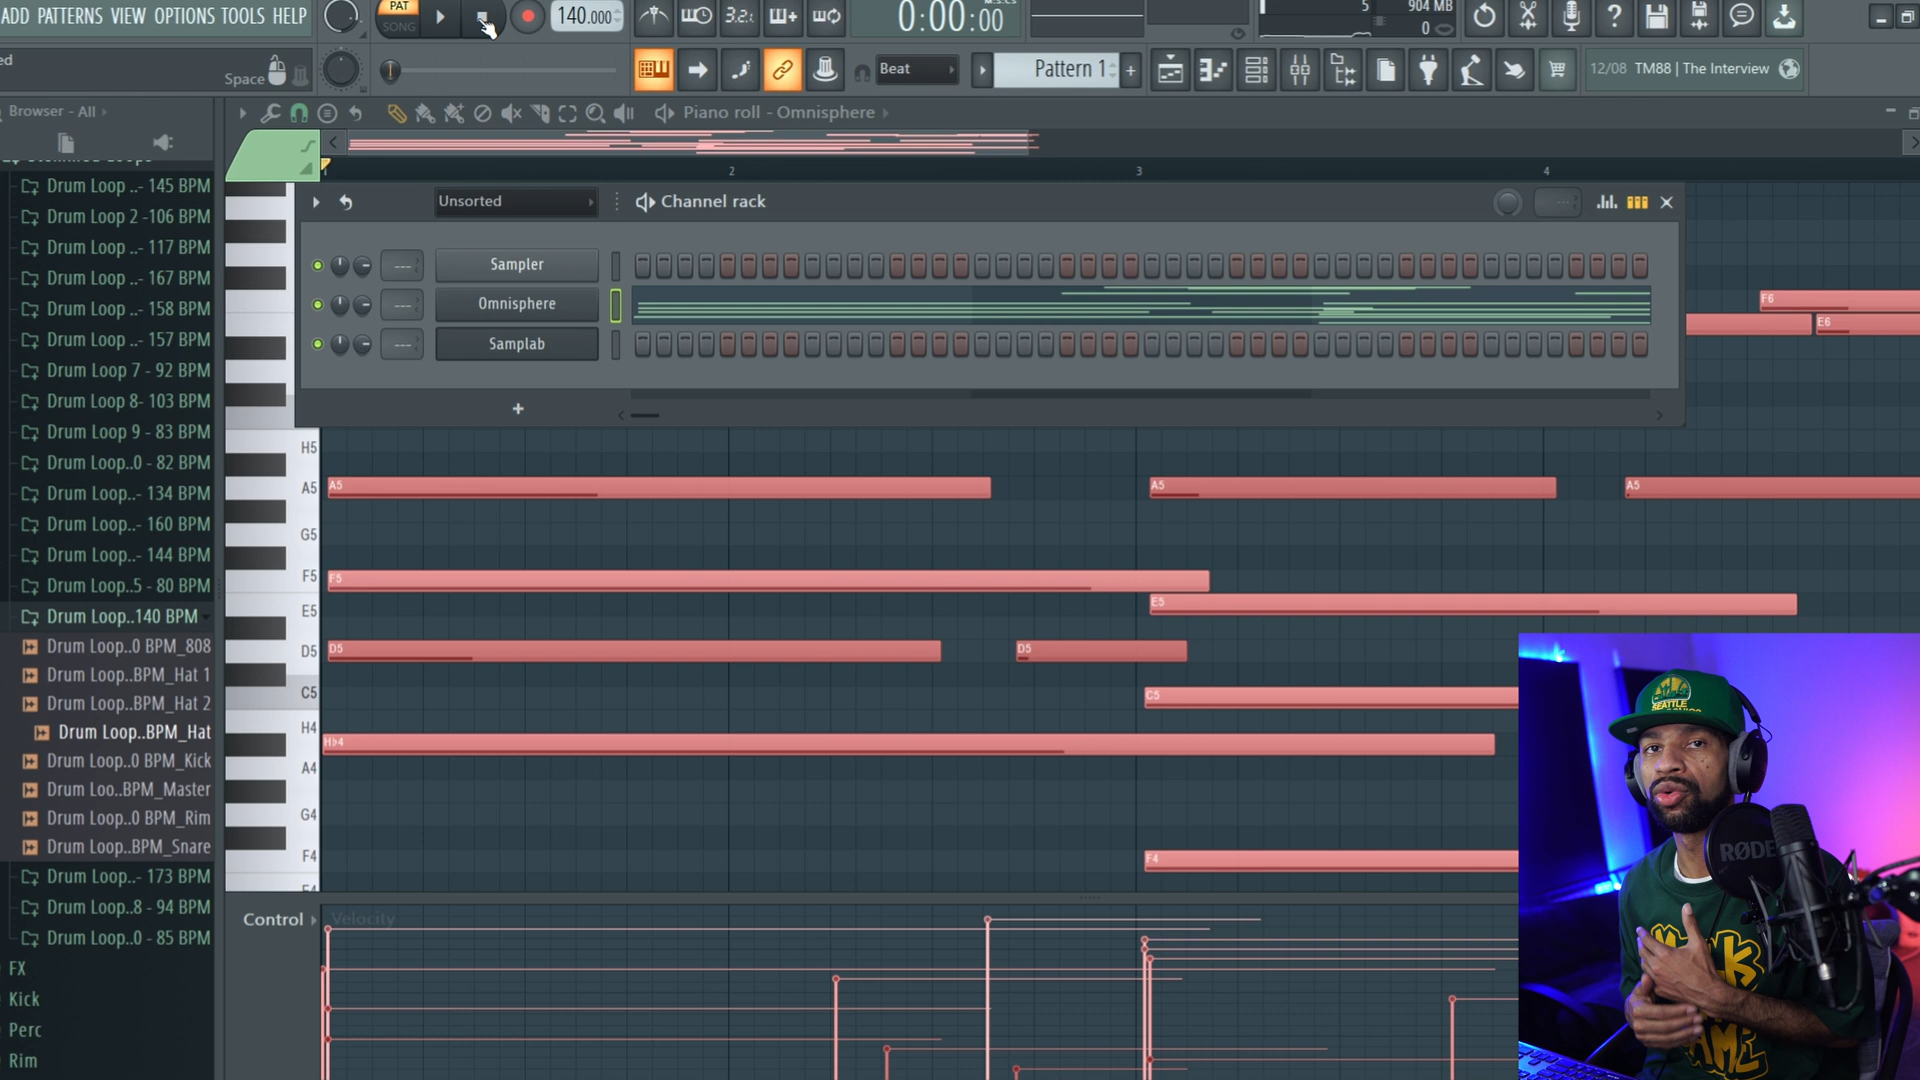 ADD PATTERNS VIEW OPTIONS TOOLS HELP
PAT
SONG
140.000
3.2.
0:00:00
M:S:CS
5
904 MB
0
ed
Space
Beat
Pattern 1
+
12/08 TM88 | The Interview
Browser - All
Piano roll - Omnisphere
Drum Loop ..- 145 BPM
Drum Loop 2 -106 BPM
Drum Loop ..- 117 BPM
Drum Loop ..- 167 BPM
Drum Loop ..- 158 BPM
Drum Loop ..- 157 BPM
Drum Loop 7 - 92 BPM
Drum Loop 8- 103 BPM
Drum Loop 9 - 83 BPM
Drum Loop..0 - 82 BPM
Drum Loop..- 134 BPM
Drum Loop..- 160 BPM
Drum Loop..- 144 BPM
Drum Loop..5 - 80 BPM
Drum Loop..140 BPM
Drum Loop..0 BPM_808
Drum Loop..BPM_Hat 1
Drum Loop..BPM_Hat 2
Drum Loop..BPM_Hat
Drum Loop..0 BPM_Kick
Drum Loo..BPM_Master
Drum Loop..0 BPM_Rim
Drum Loop..BPM_Snare
Drum Loop..- 173 BPM
Drum Loop..8 - 94 BPM
Drum Loop..0 - 85 BPM
FX
Kick
Perc
Rim
2
3
4
Unsorted
Channel rack
Sampler
Omnisphere
Samplab
+
F6
E6
H5
A5
A5
A5
A5
G5
F5
F5
E5
E5
D5
D5
D5
C5
C5
H4
H♭4
A4
G4
F4
F4
Control
Velocity
SEATTLE
RØDE